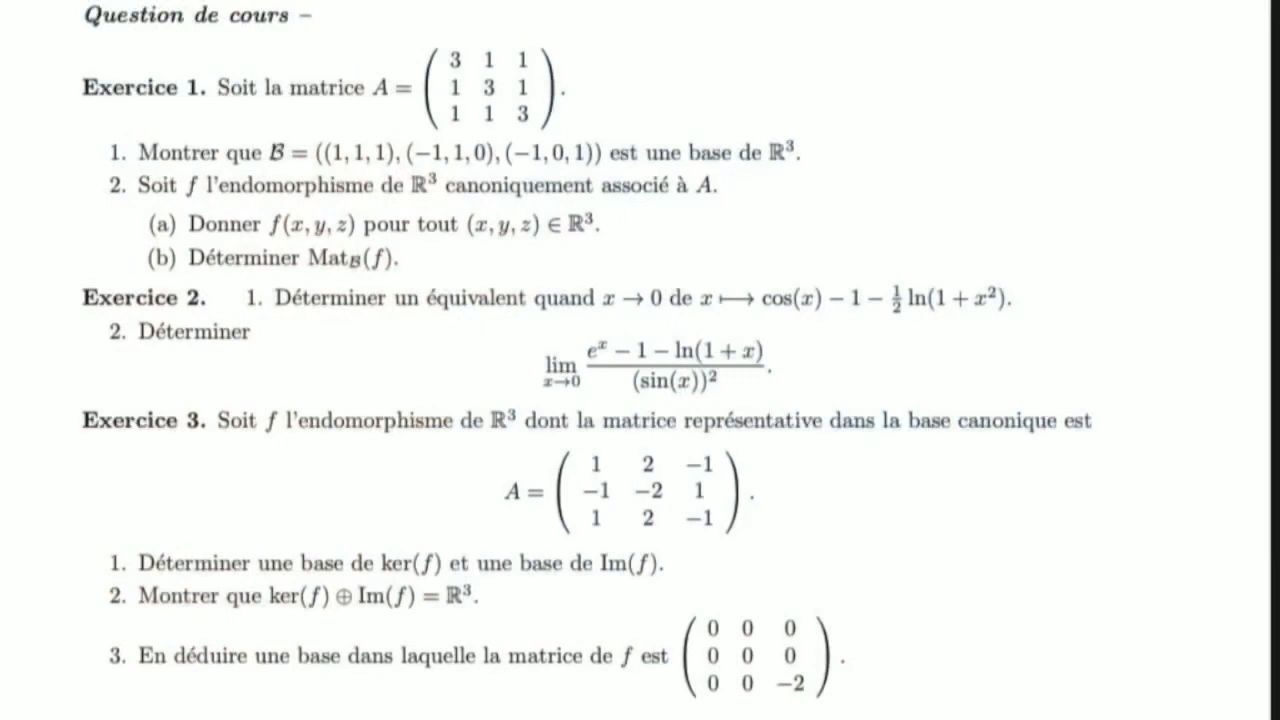 Question de cours –
Exercice 1. Soit la matrice A = ( 3 1 1
1 3 1
1 1 3 ).
1. Montrer que ℬ = ((1, 1, 1), (−1, 1, 0), (−1, 0, 1)) est une base de ℝ³.
2. Soit f l'endomorphisme de ℝ³ canoniquement associé à A.
(a) Donner f(x, y, z) pour tout (x, y, z) ∈ ℝ³.
(b) Déterminer Mat_ℬ(f).
Exercice 2. 1. Déterminer un équivalent quand x → 0 de x ⟼ cos(x) − 1 − ½ ln(1 + x²).
2. Déterminer
lim_{x→0} (e^x − 1 − ln(1 + x)) / (sin(x))².
Exercice 3. Soit f l'endomorphisme de ℝ³ dont la matrice représentative dans la base canonique est
A = ( 1 2 −1
−1 −2 1
1 2 −1 ).
1. Déterminer une base de ker(f) et une base de Im(f).
2. Montrer que ker(f) ⊕ Im(f) = ℝ³.
3. En déduire une base dans laquelle la matrice de f est ( 0 0 0
0 0 0
0 0 −2 ).